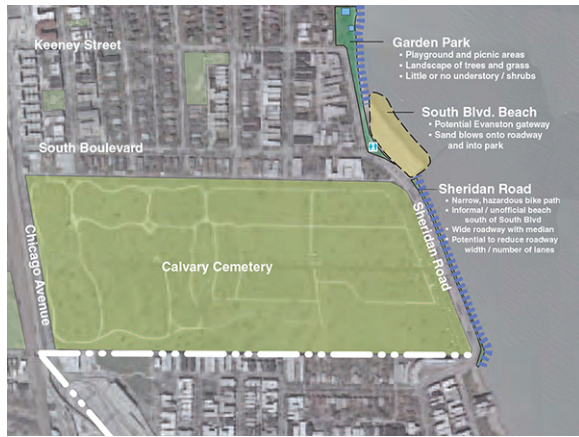 Keeney Street
Garden Park
• Playground and picnic areas
• Landscape of trees and grass
• Little or no understory / shrubs
South Blvd. Beach
• Potential Evanston gateway
• Sand blows onto roadway
and into park
South Boulevard
Sheridan Road
• Narrow, hazardous bike path
• Informal / unofficial beach
south of South Blvd
• Wide roadway with median
• Potential to reduce roadway
width / number of lanes
Sheridan Road
Chicago Avenue
Calvary Cemetery